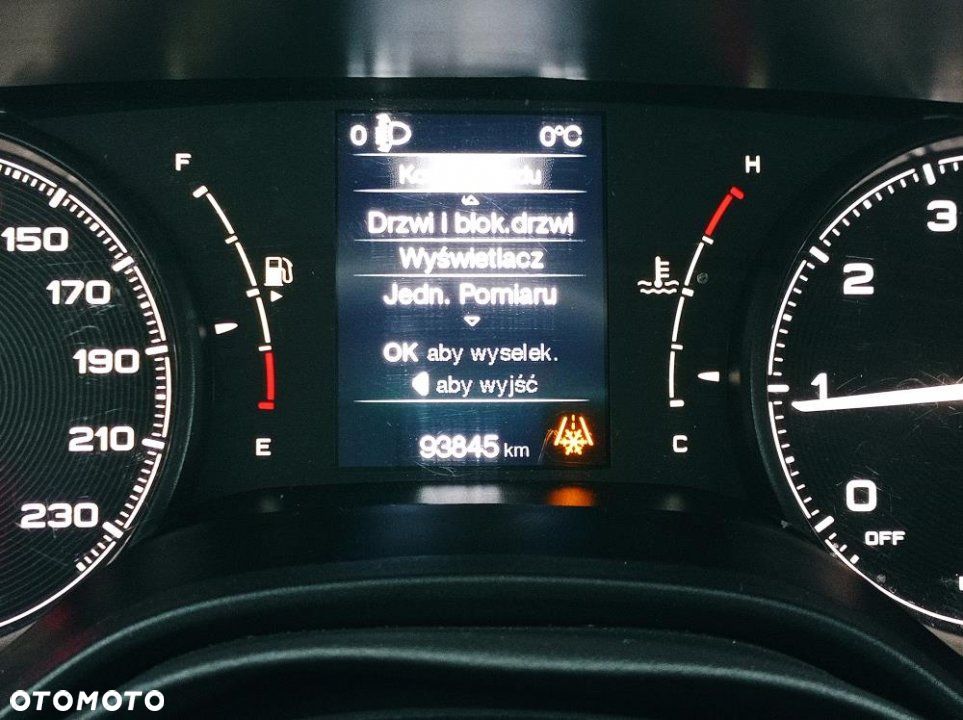 0
0°C
F
H
Drzwi i blok.drzwi
Wyświetlacz
Jedn. Pomiaru
OK aby wyselek.
aby wyjść
93845 km
E
C
150
170
190
210
230
3
2
1
0
OFF
OTOMOTO